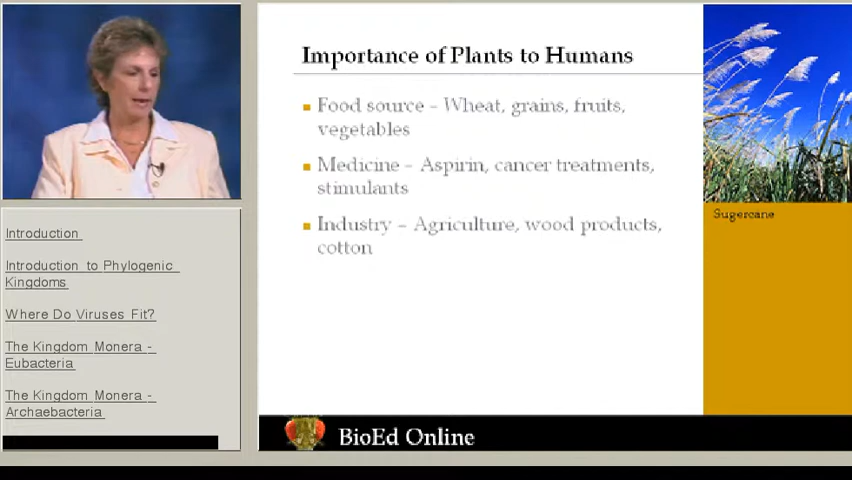 Importance of Plants to Humans
Food source – Wheat, grains, fruits,
vegetables
Medicine – Aspirin, cancer treatments,
stimulants
Industry – Agriculture, wood products,
cotton
Sugercane
Introduction
Introduction to Phylogenic
Kingdoms
Where Do Viruses Fit?
The Kingdom Monera -
Eubacteria
The Kingdom Monera -
Archaebacteria
BioEd Online